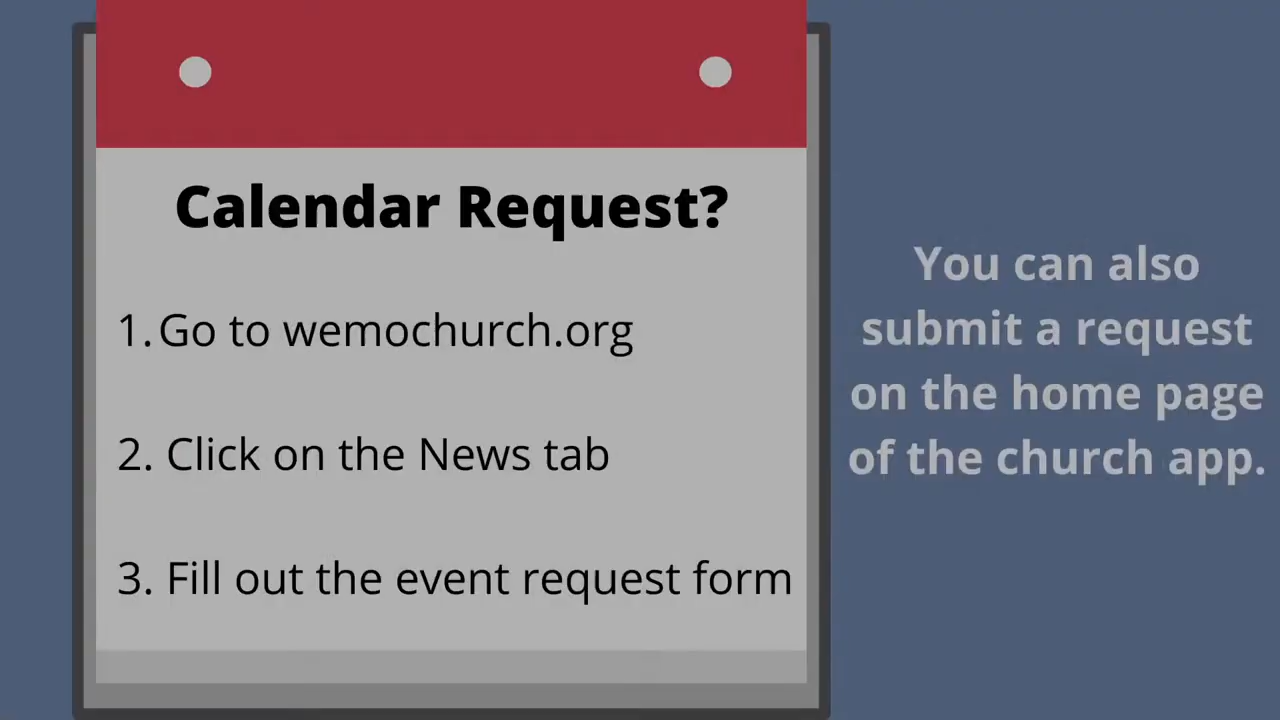 Calendar Request?
1. Go to wemochurch.org
2. Click on the News tab
3. Fill out the event request form
You can also
submit a request
on the home page
of the church app.